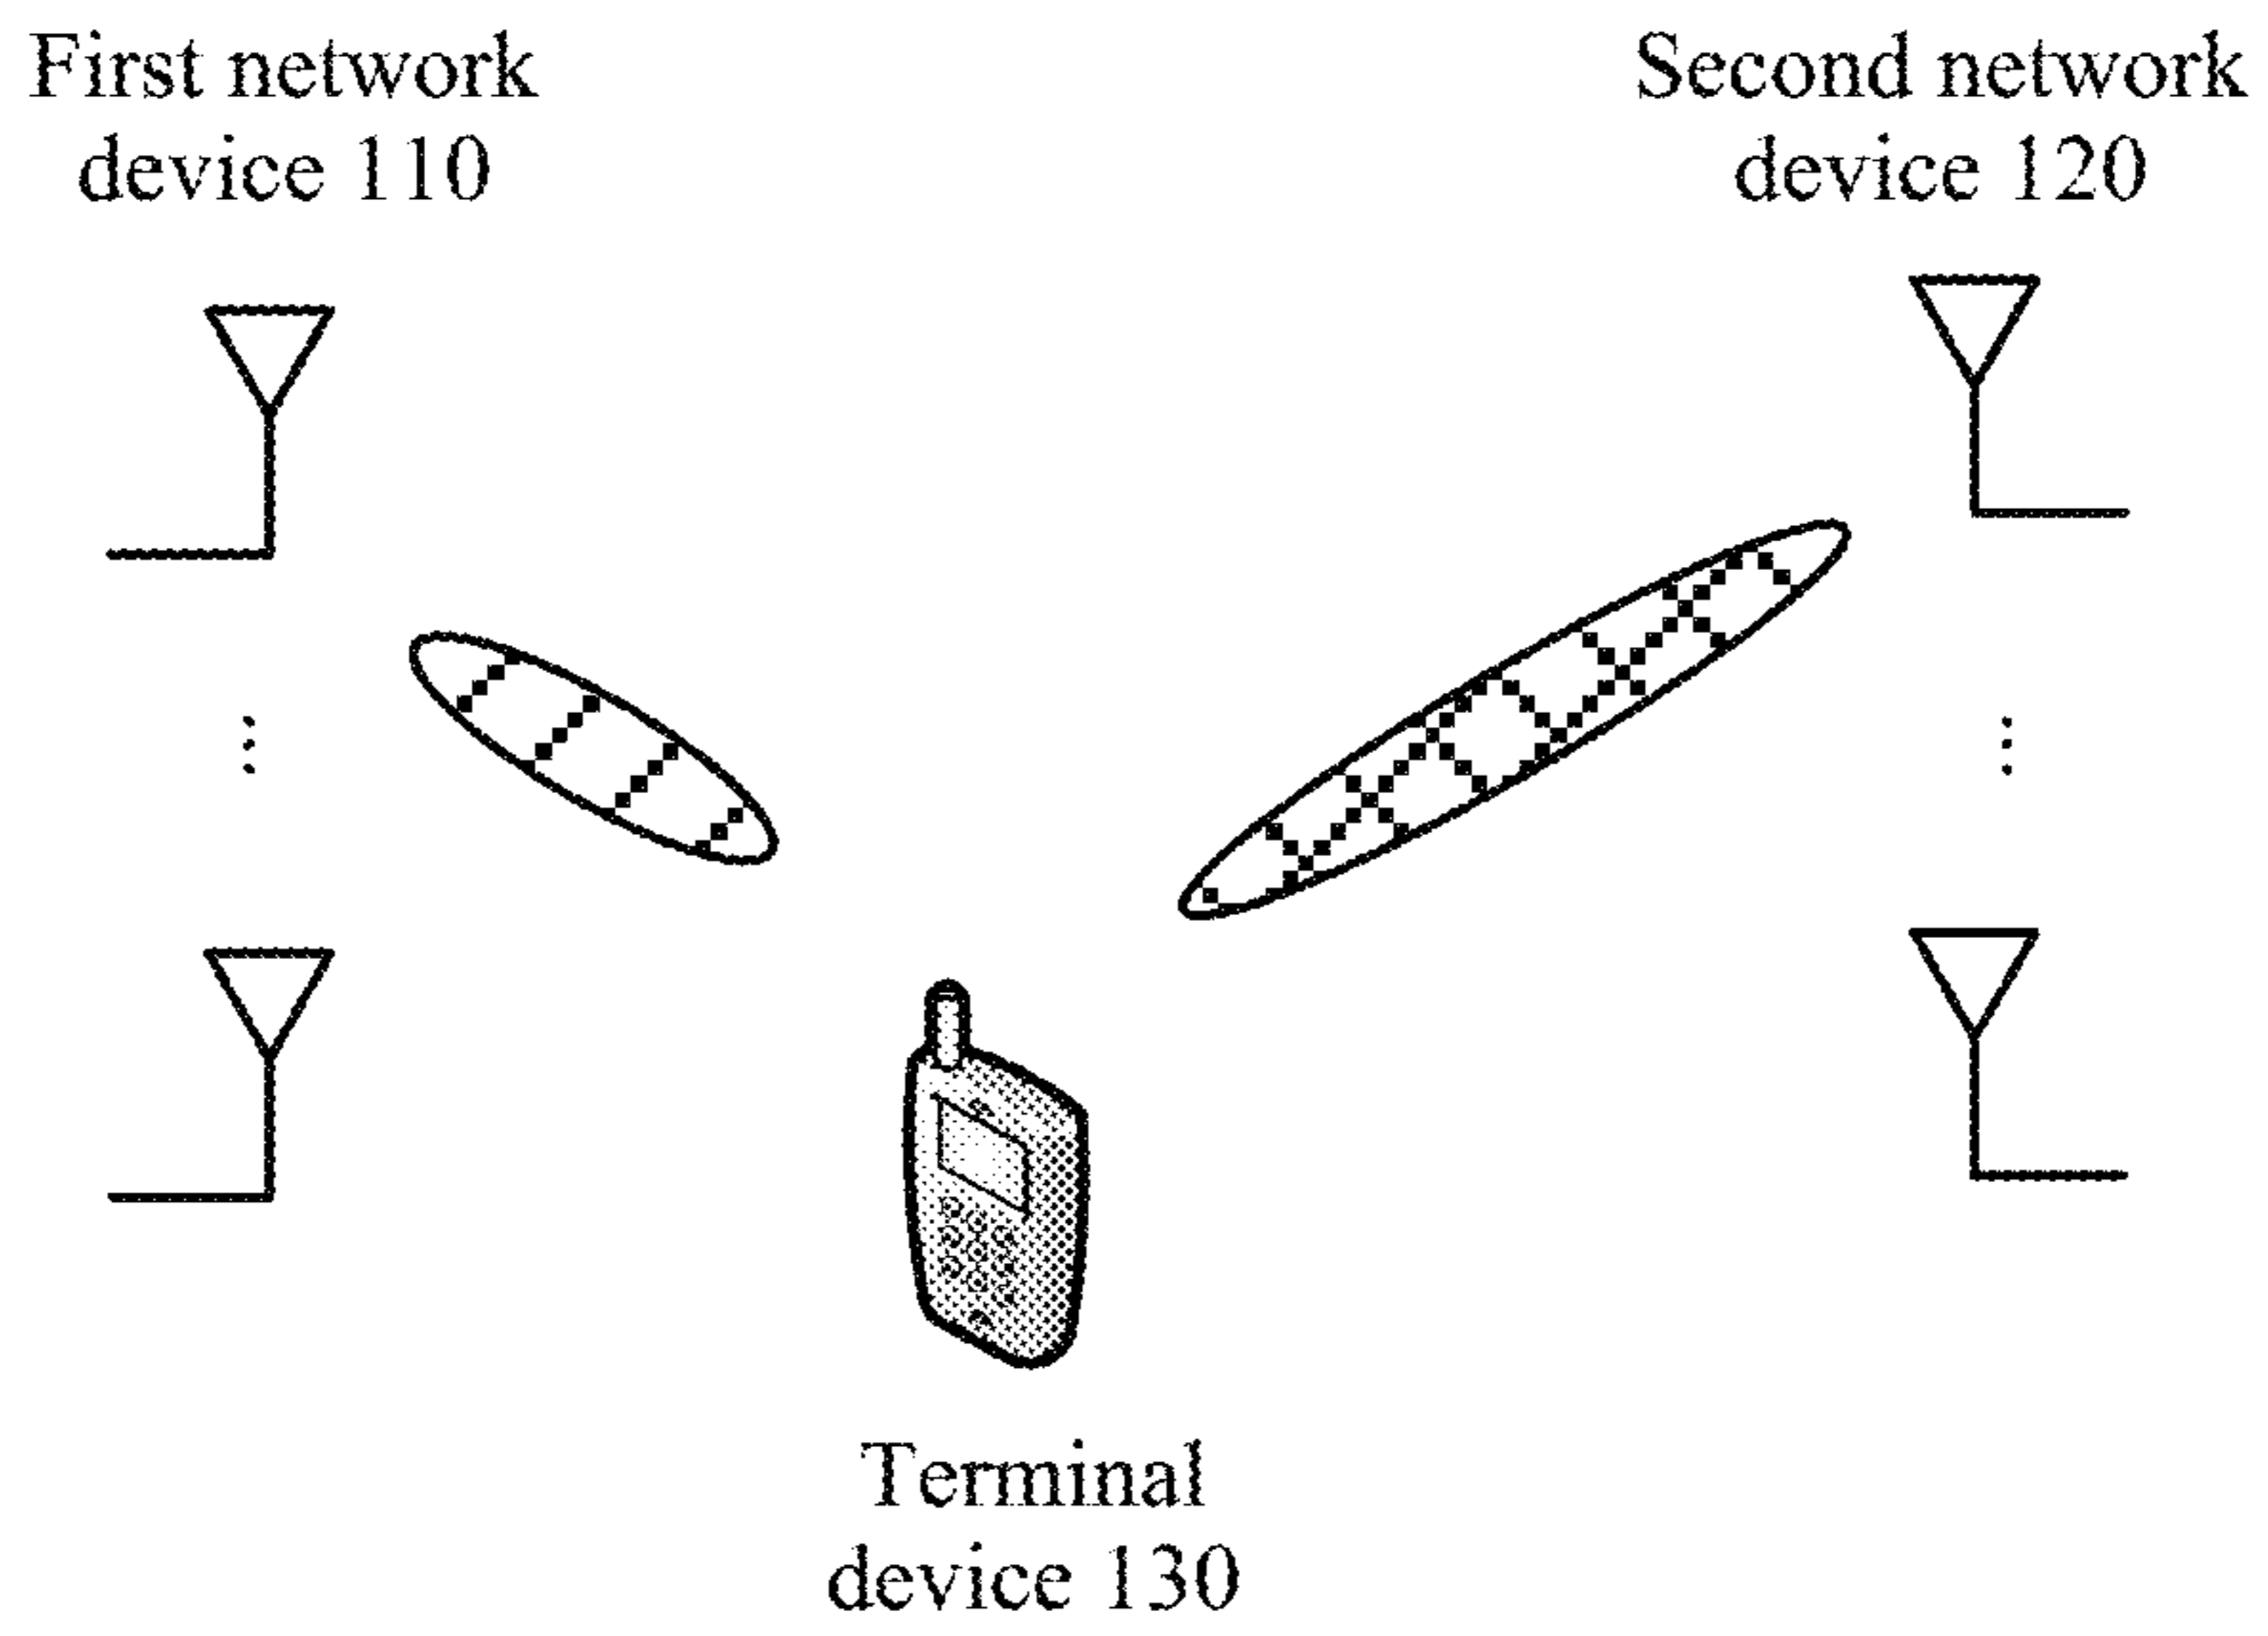 First network
device 110
Second network
device 120
Terminal
device 130